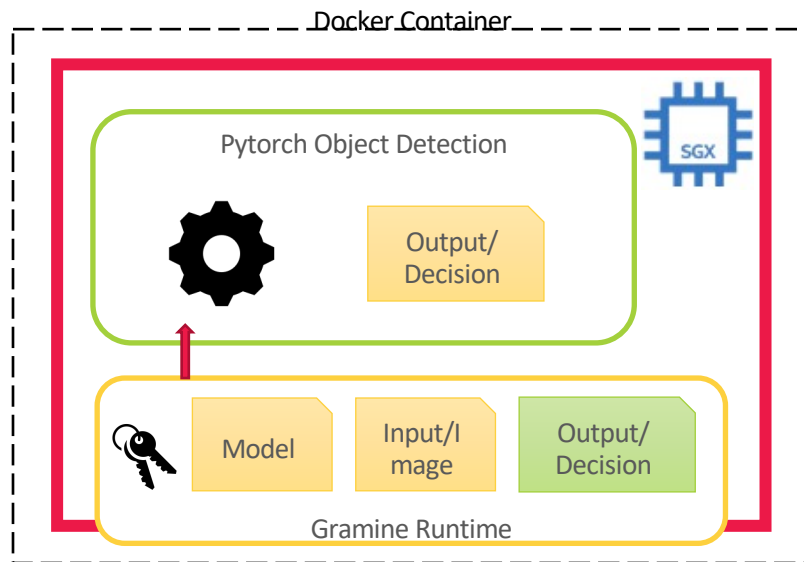 Docker Container
SGX
Pytorch Object Detection
Output/
Decision
Model
Input/I
mage
Output/
Decision
Gramine Runtime